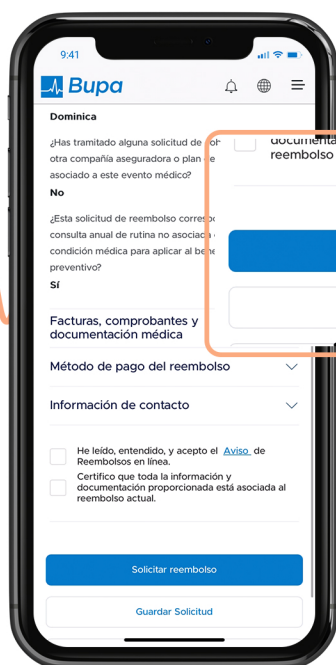 9:41
Bupa
Dominica
¿Has tramitado alguna solicitud de
otra compañía aseguradora o plan
asociado a este evento médico?
No
¿Esta solicitud de reembolso
consulta anual de rutina no asociada
condición médica para aplicar al
preventivo?
Sí
reembolso
Facturas, comprobantes y
documentación médica
Método de pago del reembolso
Información de contacto
He leído, entendido, y acepto el Aviso de
Reembolsos en línea.
Certifico que toda la información y
documentación proporcionada está asociada al
reembolso actual.
Solicitar reembolso
Guardar Solicitud